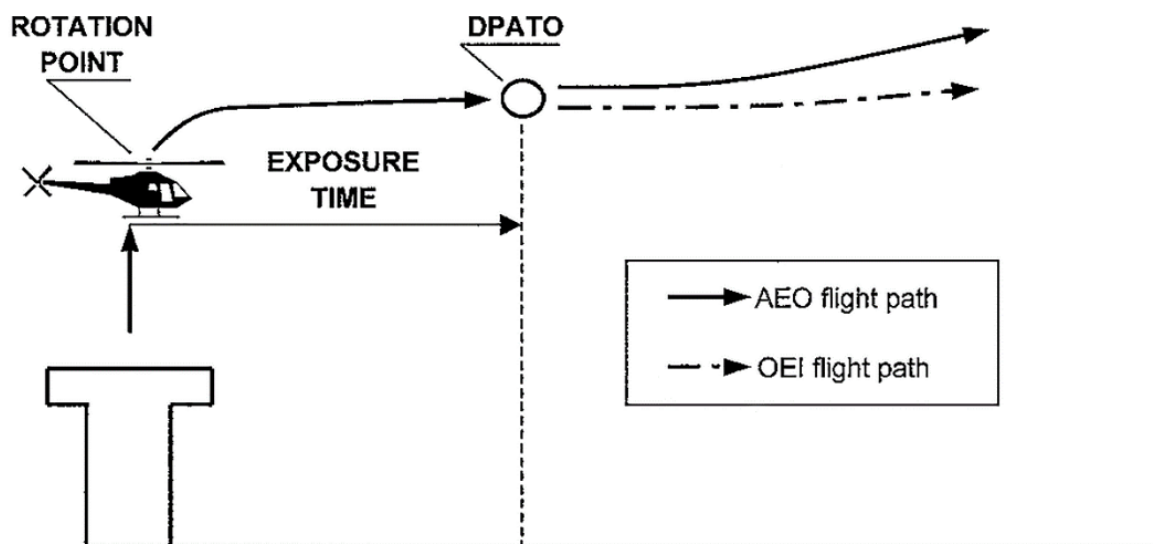 ROTATION
POINT
DPATO
EXPOSURE
TIME
AEO flight path
OEI flight path